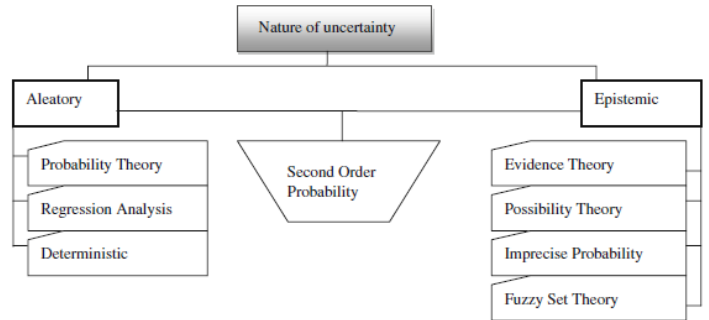 Nature of uncertainty
Aleatory
Epistemic
Probability Theory
Regression Analysis
Deterministic
Second Order
Probability
Evidence Theory
Possibility Theory
Imprecise Probability
Fuzzy Set Theory